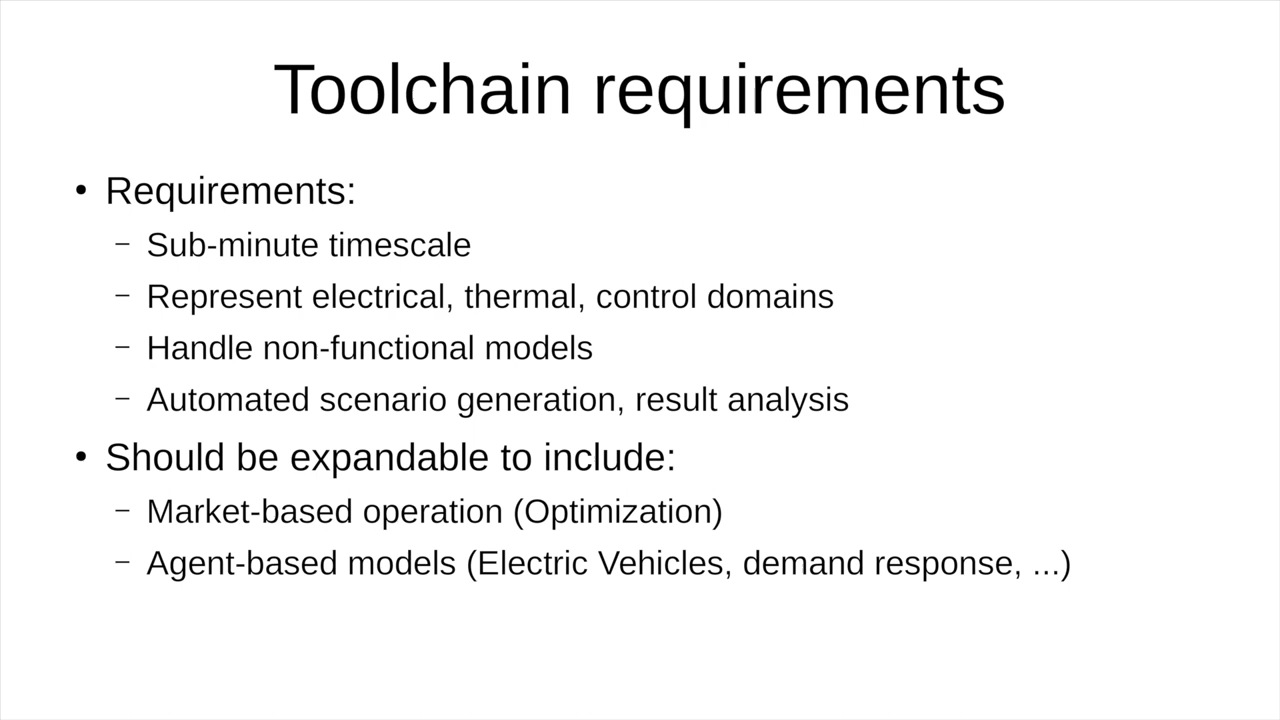 Toolchain requirements
• Requirements:
– Sub-minute timescale
– Represent electrical, thermal, control domains
– Handle non-functional models
– Automated scenario generation, result analysis
• Should be expandable to include:
– Market-based operation (Optimization)
– Agent-based models (Electric Vehicles, demand response, ...)